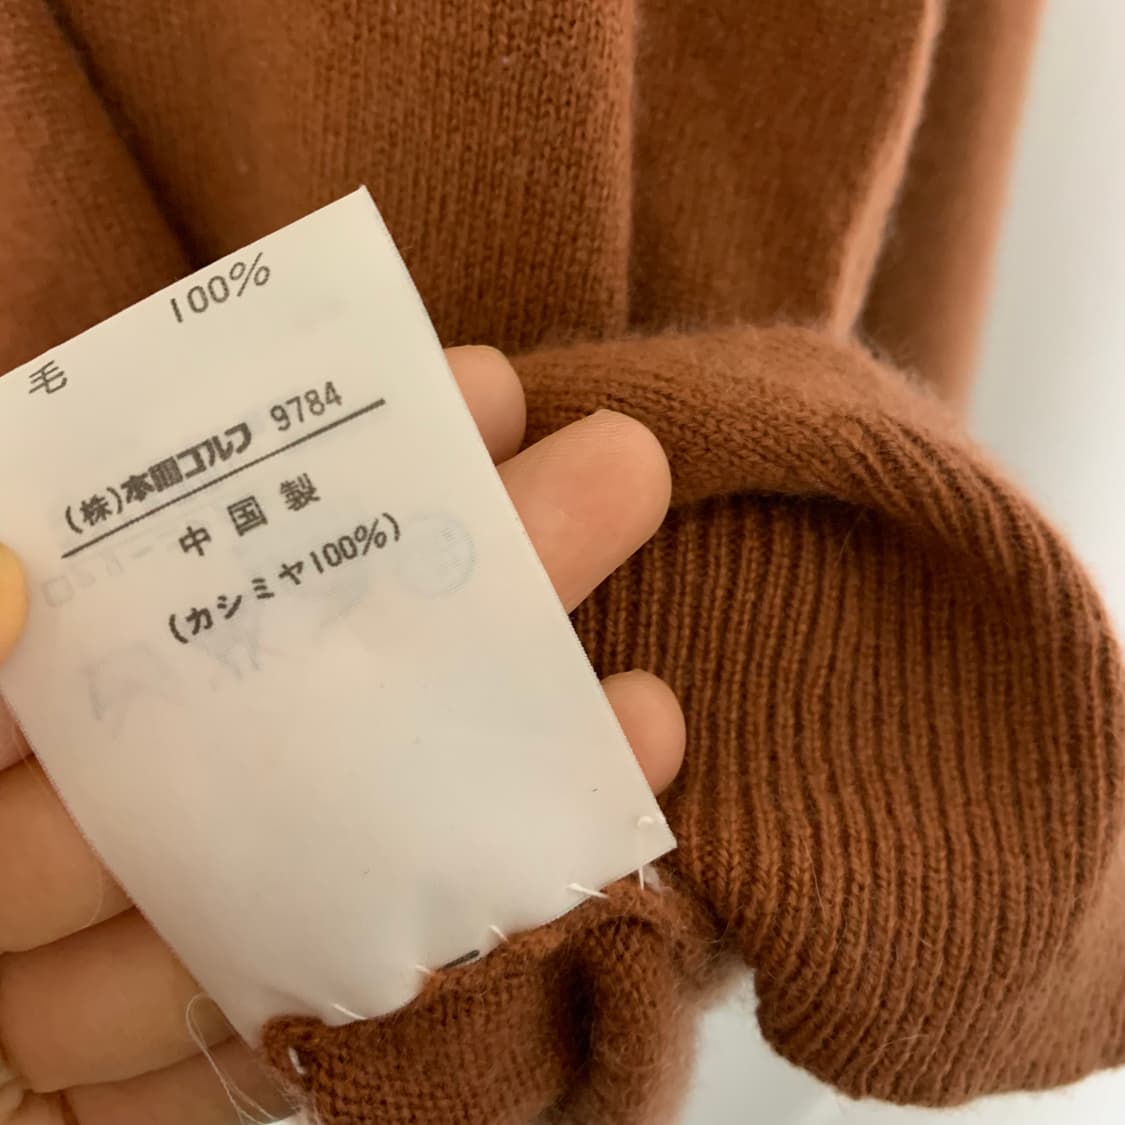 毛 100%
(株)本間ゴルフ 9784
中国製
(カシミヤ100%)